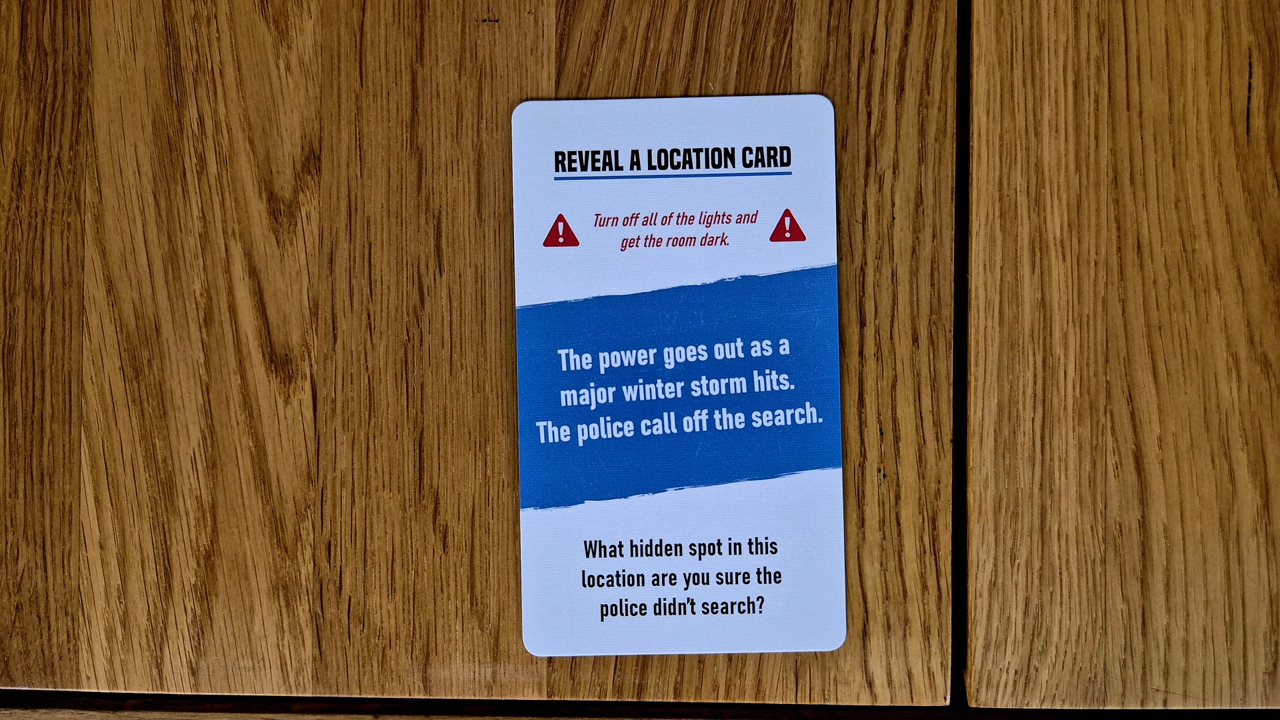 REVEAL A LOCATION CARD
Turn off all of the lights and
get the room dark.
The power goes out as a
major winter storm hits.
The police call off the search.
What hidden spot in this
location are you sure the
police didn't search?